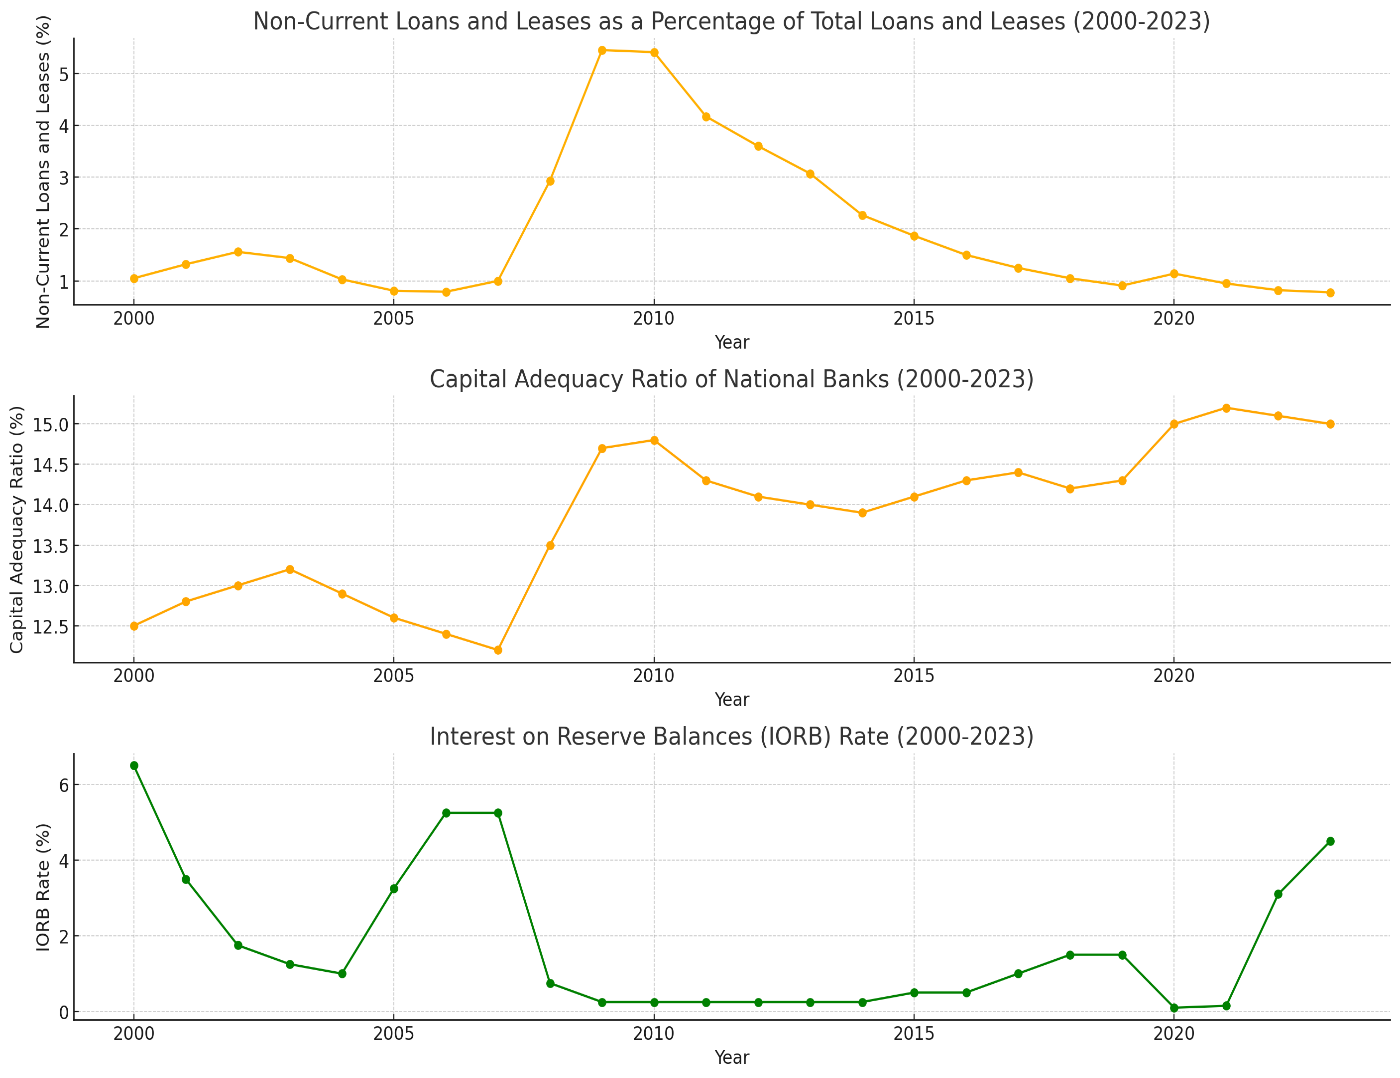 Non-Current Loans and Leases as a Percentage of Total Loans and Leases (2000-2023)
Non-Current Loans and Leases (%)
5
4
3
2
1
2000 2005 2010 2015 2020
Year
Capital Adequacy Ratio of National Banks (2000-2023)
Capital Adequacy Ratio (%)
15.0
14.5
14.0
13.5
13.0
12.5
2000 2005 2010 2015 2020
Year
Interest on Reserve Balances (IORB) Rate (2000-2023)
IORB Rate (%)
6
4
2
0
2000 2005 2010 2015 2020
Year